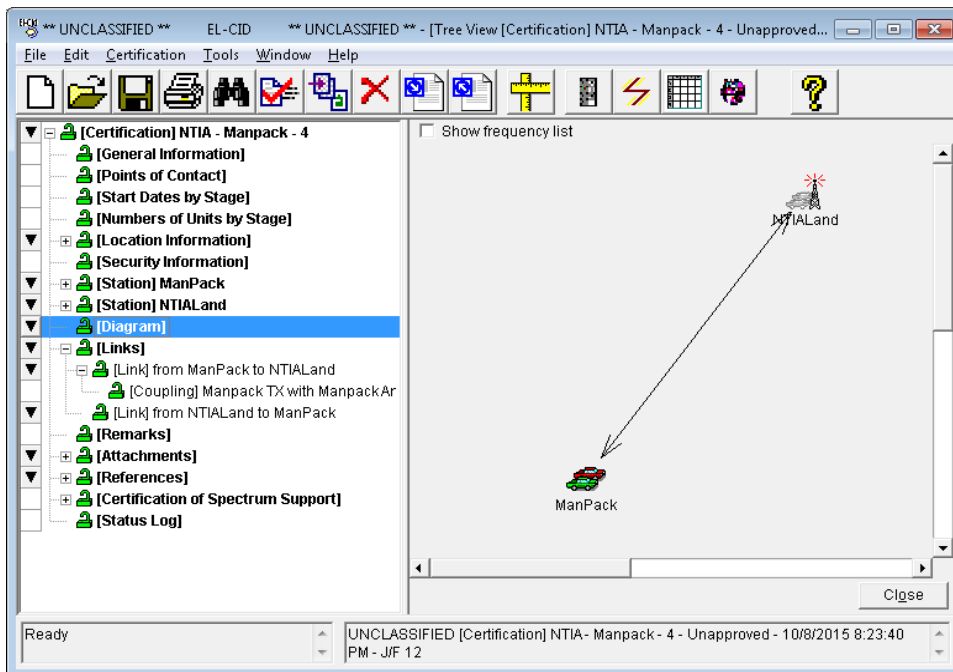 ** UNCLASSIFIED ** EL-CID ** UNCLASSIFIED ** - [Tree View [Certification] NTIA - Manpack - 4 - Unapproved...
File Edit Certification Tools Window Help
[Certification] NTIA - Manpack - 4
[General Information]
[Points of Contact]
[Start Dates by Stage]
[Numbers of Units by Stage]
[Location Information]
[Security Information]
[Station] ManPack
[Station] NTIALand
[Diagram]
[Links]
[Link] from ManPack to NTIALand
[Coupling] Manpack TX with Manpack Ar
[Link] from NTIALand to ManPack
[Remarks]
[Attachments]
[References]
[Certification of Spectrum Support]
[Status Log]
Show frequency list
NTIALand
ManPack
Close
Ready
UNCLASSIFIED [Certification] NTIA - Manpack - 4 - Unapproved - 10/8/2015 8:23:40
PM - J/F 12